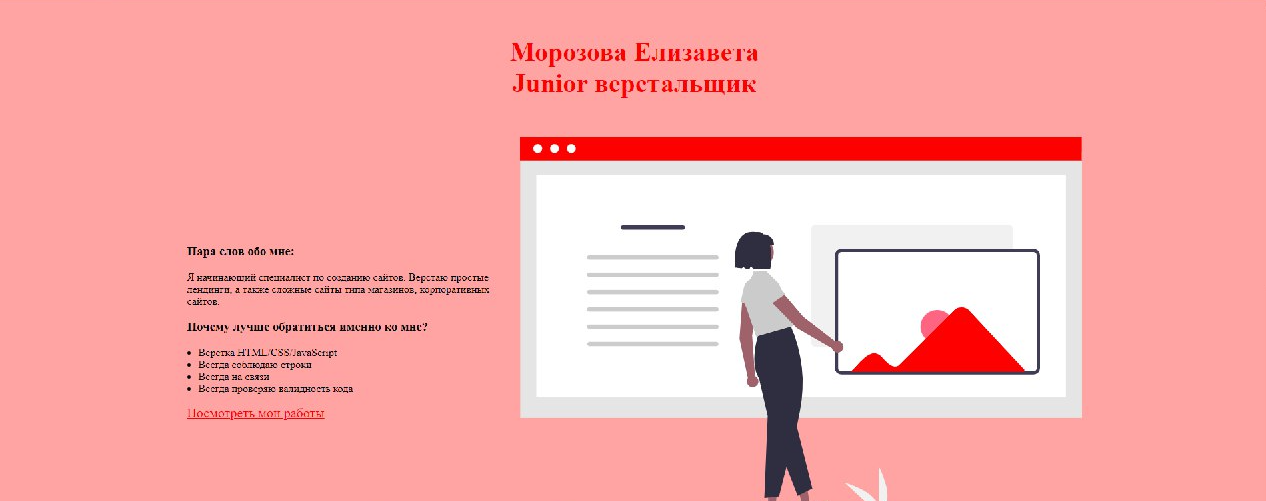 Морозова Елизавета
Junior верстальщик
Пара слов обо мне:
Я начинающий специалист по созданию сайтов. Верстаю простые
лендинги, а также сложные сайты типа магазинов, корпоративных
сайтов.
Почему лучше обратиться именно ко мне?
Верстка HTML/CSS/JavaScript
Всегда соблюдаю строки
Всегда на связи
Всегда проверяю валидность кода
Посмотреть мои работы